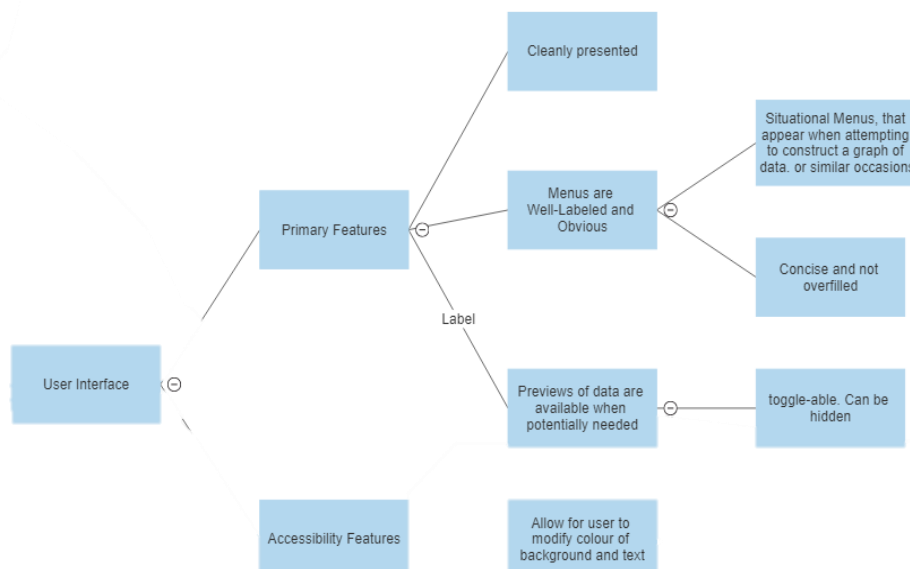 Cleanly presented
Situational Menus, that
appear when attempting
to construct a graph of
data. or similar occasions
Menus are
Well-Labeled and
Obvious
Primary Features
Concise and not
overfilled
Label
User Interface
Previews of data are
available when
potentially needed
toggle-able. Can be
hidden
Accessibility Features
Allow for user to
modify colour of
background and text